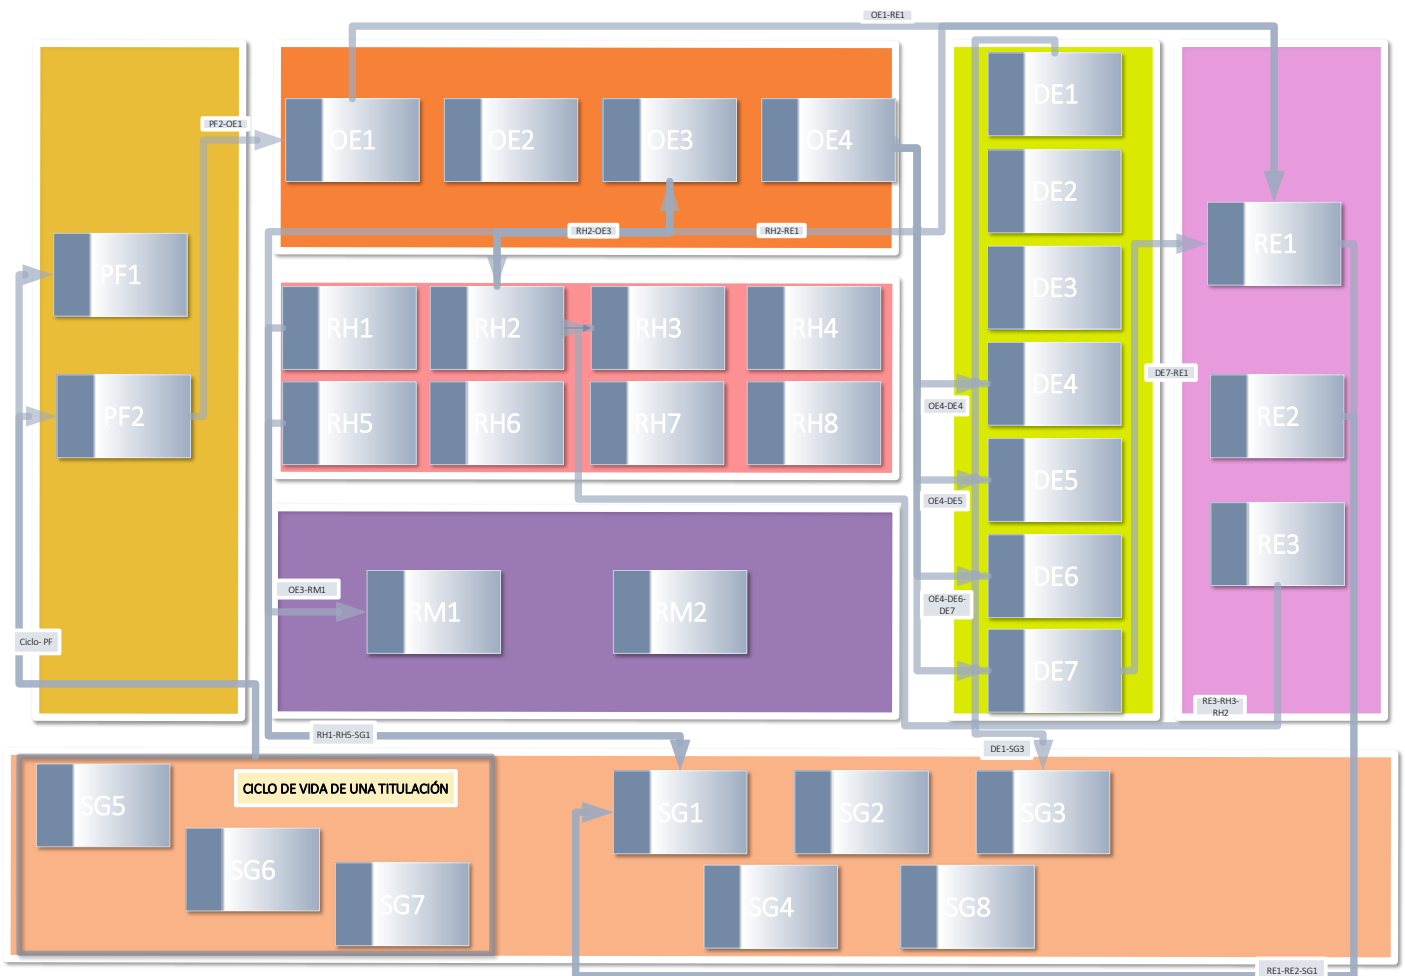 OE1-RE1
PF2-OE1
OE1
OE2
OE3
OE4
DE1
DE2
DE3
DE4
DE5
DE6
DE7
RH2-OE3
RH2-RE1
PF1
PF2
RH1
RH2
RH3
RH4
RH5
RH6
RH7
RH8
RE1
RE2
RE3
DE7-RE1
OE4-DE4
OE4-DE5
OE4-DE6-
DE7
OE3-RM1
RM1
RM2
Ciclo- PF
RE3-RH3-
RH2
RH1-RH5-SG1
DE1-SG3
CICLO DE VIDA DE UNA TITULACIÓN
SG5
SG6
SG7
SG1
SG2
SG3
SG4
SG8
RE1-RE2-SG1